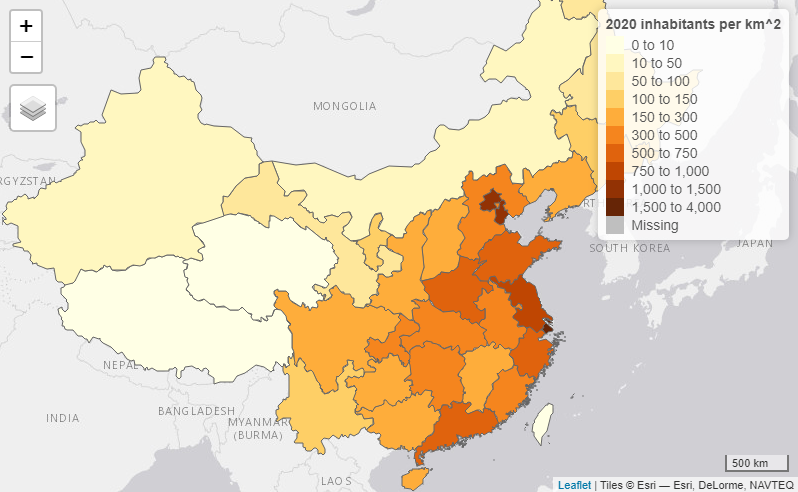 +
−
2020 inhabitants per km^2
0 to 10
10 to 50
50 to 100
100 to 150
150 to 300
300 to 500
500 to 750
750 to 1,000
1,000 to 1,500
1,500 to 4,000
Missing
MONGOLIA
RGYZSTAN
RT
SOUTH KOREA
JAPAN
NEPAL
BANGLADESH
INDIA
MYANMAR
(BURMA)
LAOS
500 km
Leaflet | Tiles © Esri — Esri, DeLorme, NAVTEQ